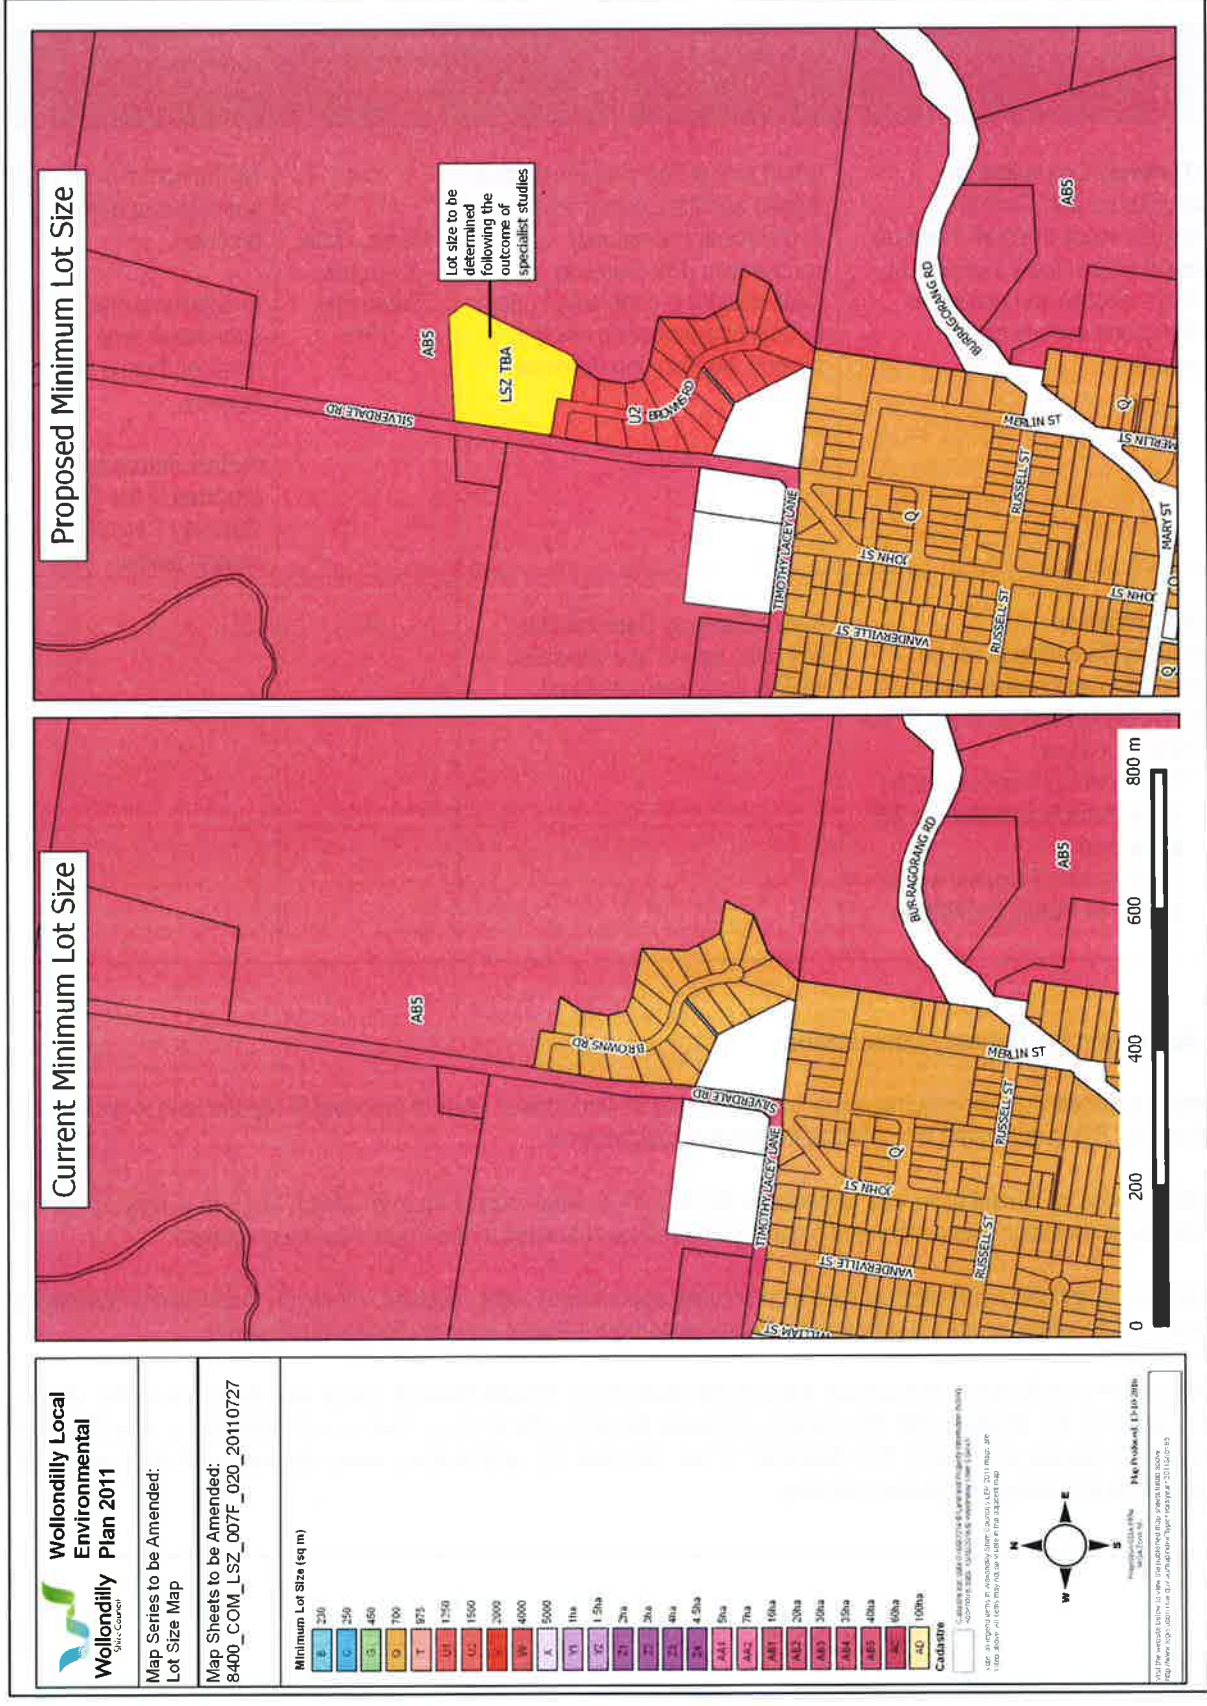 Wollondilly
Shire Council
Wollondilly Local
Environmental
Plan 2011
Map Series to be Amended:
Lot Size Map
Map Sheets to be Amended:
8400_COM_LSZ_007F_020_20110727
Minimum Lot Size (sq m)
B 230
C 250
G 450
Q 700
T 975
U1 1250
U2 1500
V 2000
W 4000
X 5000
Y1 1ha
Y2 1.5ha
Z1 2ha
Z2 3ha
Z3 4ha
Z4 4.5ha
AA1 5ha
AA2 7ha
AB1 16ha
AB2 20ha
AB3 30ha
AB4 35ha
AB5 40ha
AC 60ha
AD 100ha
Cadastre
N
W
E
S
Map Produced: 13-10-2016
Current Minimum Lot Size
AB5
BROWNS RD
SILVERDALE RD
TIMOTHY LACEY LANE
BURRAGORANG RD
AB5
MERLIN ST
RUSSELL ST
Q
JOHN ST
RUSSELL ST
VANDERVILLE ST
WILLIAM ST
0
200
400
600
800 m
Proposed Minimum Lot Size
Lot size to be
determined
following the
outcome of
specialist studies
AB5
SILVERDALE RD
LSZ TBA
U2
BROWNS RD
TIMOTHY LACEY LANE
BURRAGORANG RD
AB5
MERLIN ST
Q
MERLIN ST
RUSSELL ST
Q
JOHN ST
MARY ST
JOHN ST
RUSSELL ST
VANDERVILLE ST
Q
Q